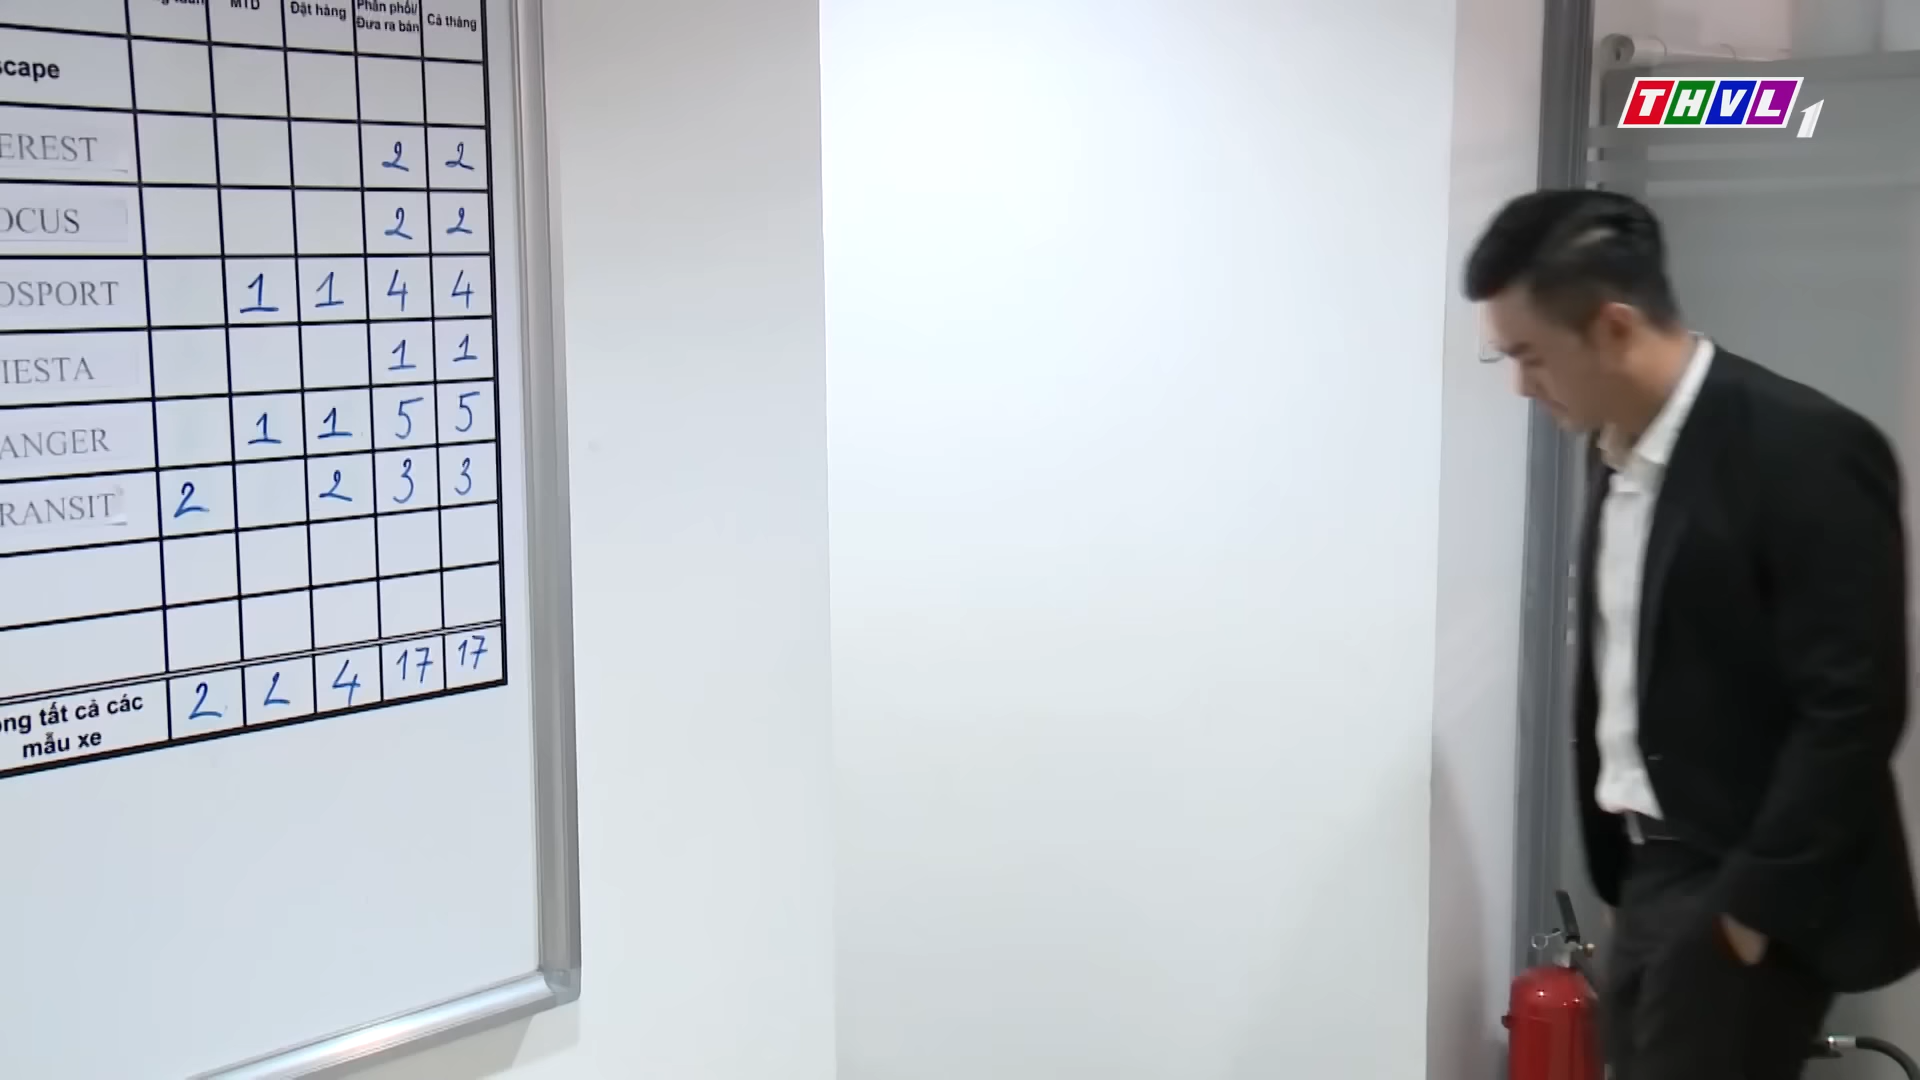 MTD Đặt hàng Phân phối/ Đưa ra bán Cả tháng
scape
EREST 2 2
OCUS 2 2
OSPORT 1 1 4 4
IESTA 1 1
ANGER 1 1 5 5
RANSIT 2 2 3 3
ng tất cả các mẫu xe 2 2 4 17 17
THVL1